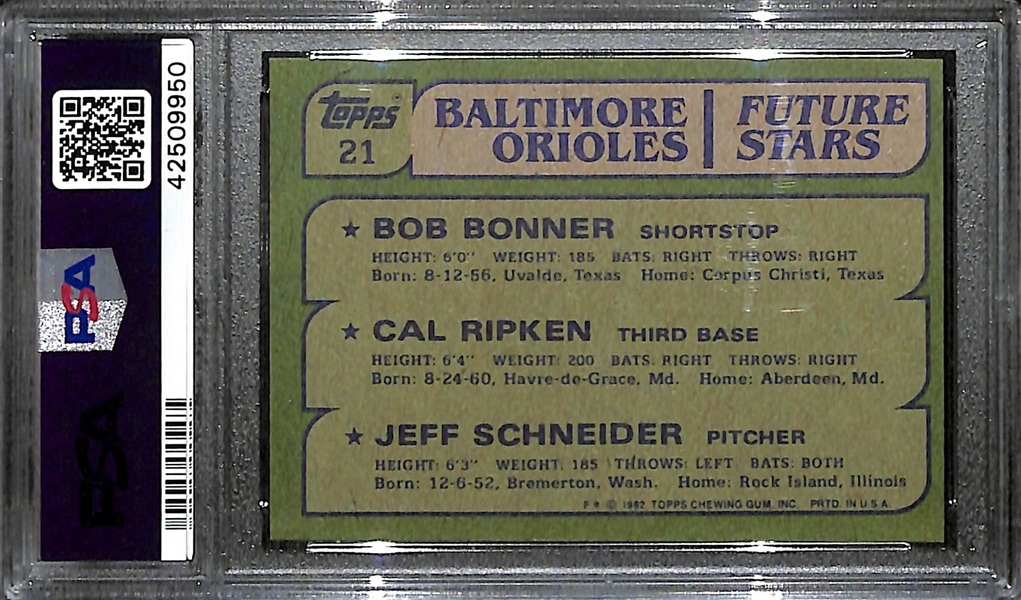 42509950
PSA
PSA
topps
21
BALTIMORE
ORIOLES
FUTURE
STARS
★ BOB BONNER SHORTSTOP
HEIGHT: 6'0" WEIGHT: 185 BATS: RIGHT THROWS: RIGHT
Born: 8-12-56, Uvalde, Texas Home: Corpus Christi, Texas
★ CAL RIPKEN THIRD BASE
HEIGHT: 6'4" WEIGHT: 200 BATS: RIGHT THROWS: RIGHT
Born: 8-24-60, Havre-de-Grace, Md. Home: Aberdeen, Md.
★ JEFF SCHNEIDER PITCHER
HEIGHT: 6'3" WEIGHT: 185 THROWS: LEFT BATS: BOTH
Born: 12-6-52, Bremerton, Wash. Home: Rock Island, Illinois
© 1982 TOPPS CHEWING GUM, INC. PRTD. IN U.S.A.